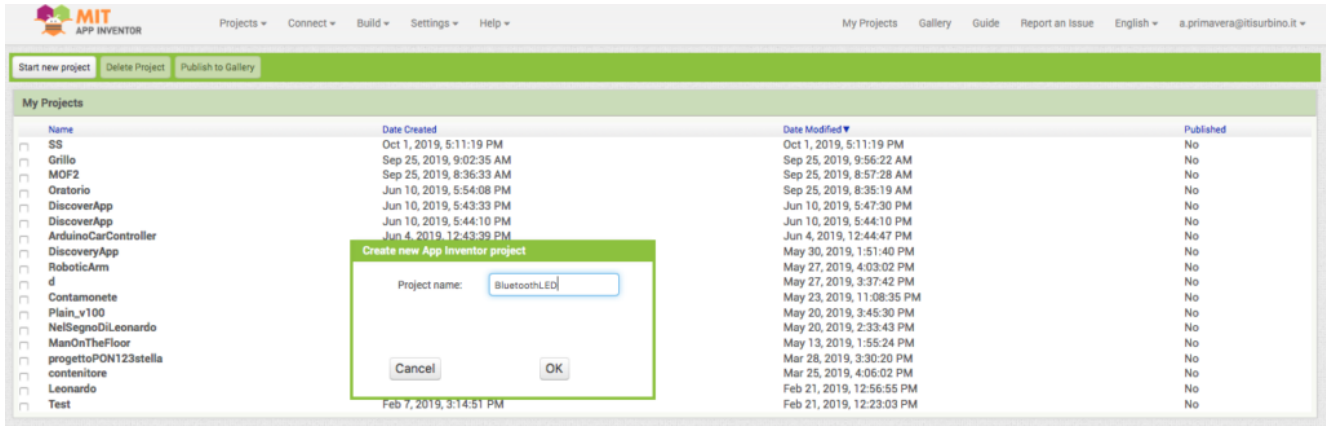 MIT
APP INVENTOR
Projects Connect Build Settings Help My Projects Gallery Guide Report an Issue English a.primavera@itisurbino.it
Start new project Delete Project Publish to Gallery
My Projects
Name Date Created Date Modified Published
SS Oct 1, 2019, 5:11:19 PM Oct 1, 2019, 5:11:19 PM No
Grillo Sep 25, 2019, 9:02:35 AM Sep 25, 2019, 9:56:22 AM No
MOF2 Sep 25, 2019, 8:36:33 AM Sep 25, 2019, 8:57:28 AM No
Oratorio Jun 10, 2019, 5:54:08 PM Sep 25, 2019, 8:35:19 AM No
DiscoverApp Jun 10, 2019, 5:43:33 PM Jun 10, 2019, 5:47:30 PM No
DiscoverApp Jun 10, 2019, 5:44:10 PM Jun 10, 2019, 5:44:10 PM No
ArduinoCarController Jun 4, 2019, 12:43:39 PM Jun 4, 2019, 12:44:47 PM No
DiscoveryApp May 30, 2019, 1:51:40 PM No
RoboticArm May 27, 2019, 4:03:02 PM No
d May 27, 2019, 3:37:42 PM No
Contamonete May 23, 2019, 11:08:35 PM No
Plain_v100 May 20, 2019, 3:45:30 PM No
NelSegnoDiLeonardo May 20, 2019, 2:33:43 PM No
ManOnTheFloor May 13, 2019, 1:55:24 PM No
progettoPON123stella Mar 28, 2019, 3:30:20 PM No
contenitore Mar 25, 2019, 4:06:02 PM No
Leonardo Feb 21, 2019, 12:56:55 PM No
Test Feb 7, 2019, 3:14:51 PM Feb 21, 2019, 12:23:03 PM No
Create new App Inventor project
Project name: BluetoothLED
Cancel OK